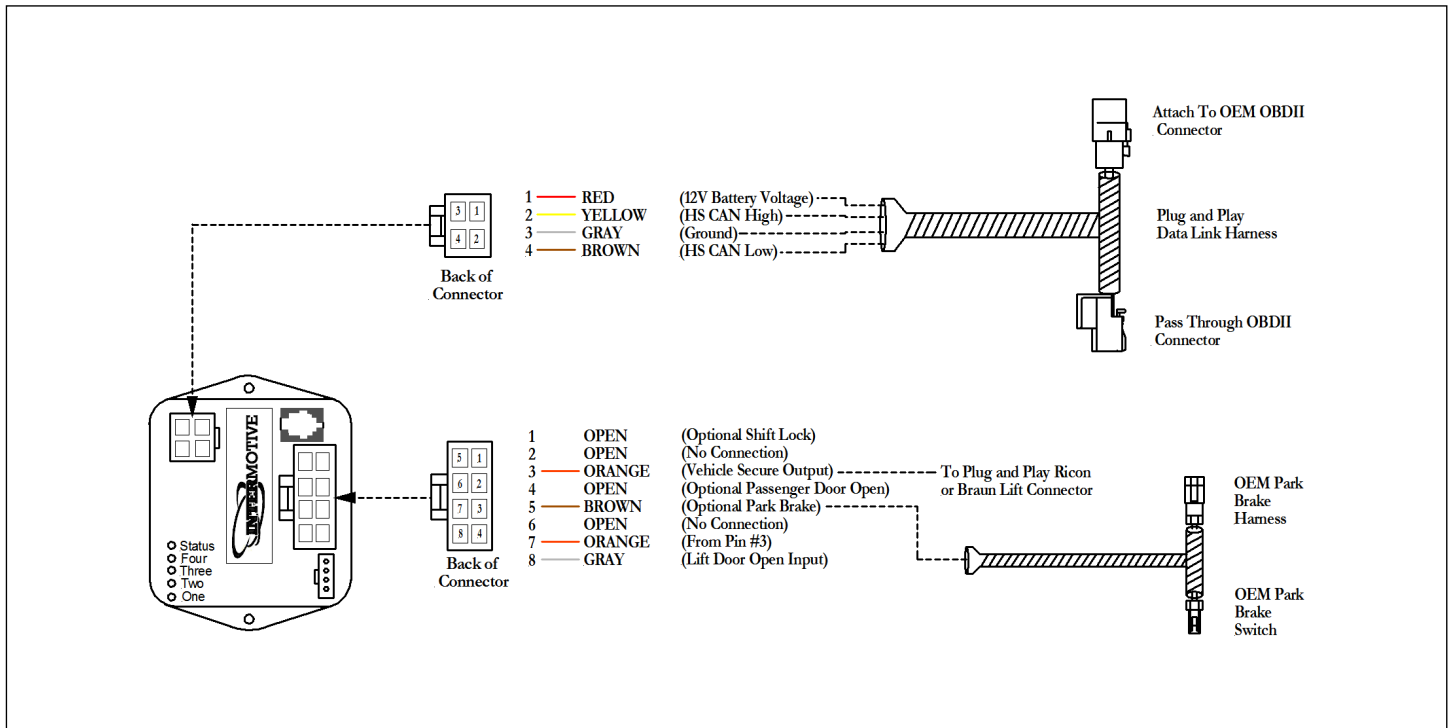 Attach To OEM OBDII
Connector
1 RED (12V Battery Voltage)
2 YELLOW (HS CAN High)
3 GRAY (Ground)
4 BROWN (HS CAN Low)
3 1
4 2
Back of
Connector
Plug and Play
Data Link Harness
Pass Through OBDII
Connector
INTERMOTIVE
Status
Four
Three
Two
One
5 1
6 2
7 3
8 4
Back of
Connector
1 OPEN (Optional Shift Lock)
2 OPEN (No Connection)
3 ORANGE (Vehicle Secure Output)
4 OPEN (Optional Passenger Door Open)
5 BROWN (Optional Park Brake)
6 OPEN (No Connection)
7 ORANGE (From Pin #3)
8 GRAY (Lift Door Open Input)
To Plug and Play Ricon
or Braun Lift Connector
OEM Park
Brake
Harness
OEM Park
Brake
Switch